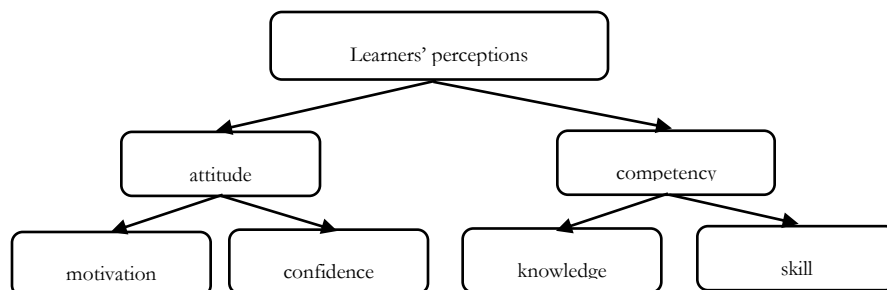 Learners’ perceptions
attitude
competency
motivation
confidence
knowledge
skill